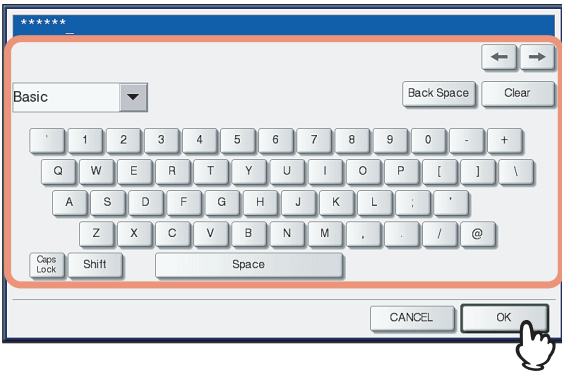 ******_
Basic
Back Space Clear
' 1 2 3 4 5 6 7 8 9 0 - +
Q W E R T Y U I O P [ ] \
A S D F G H J K L ; '
Z X C V B N M , . / @
Caps Lock Shift Space
CANCEL OK